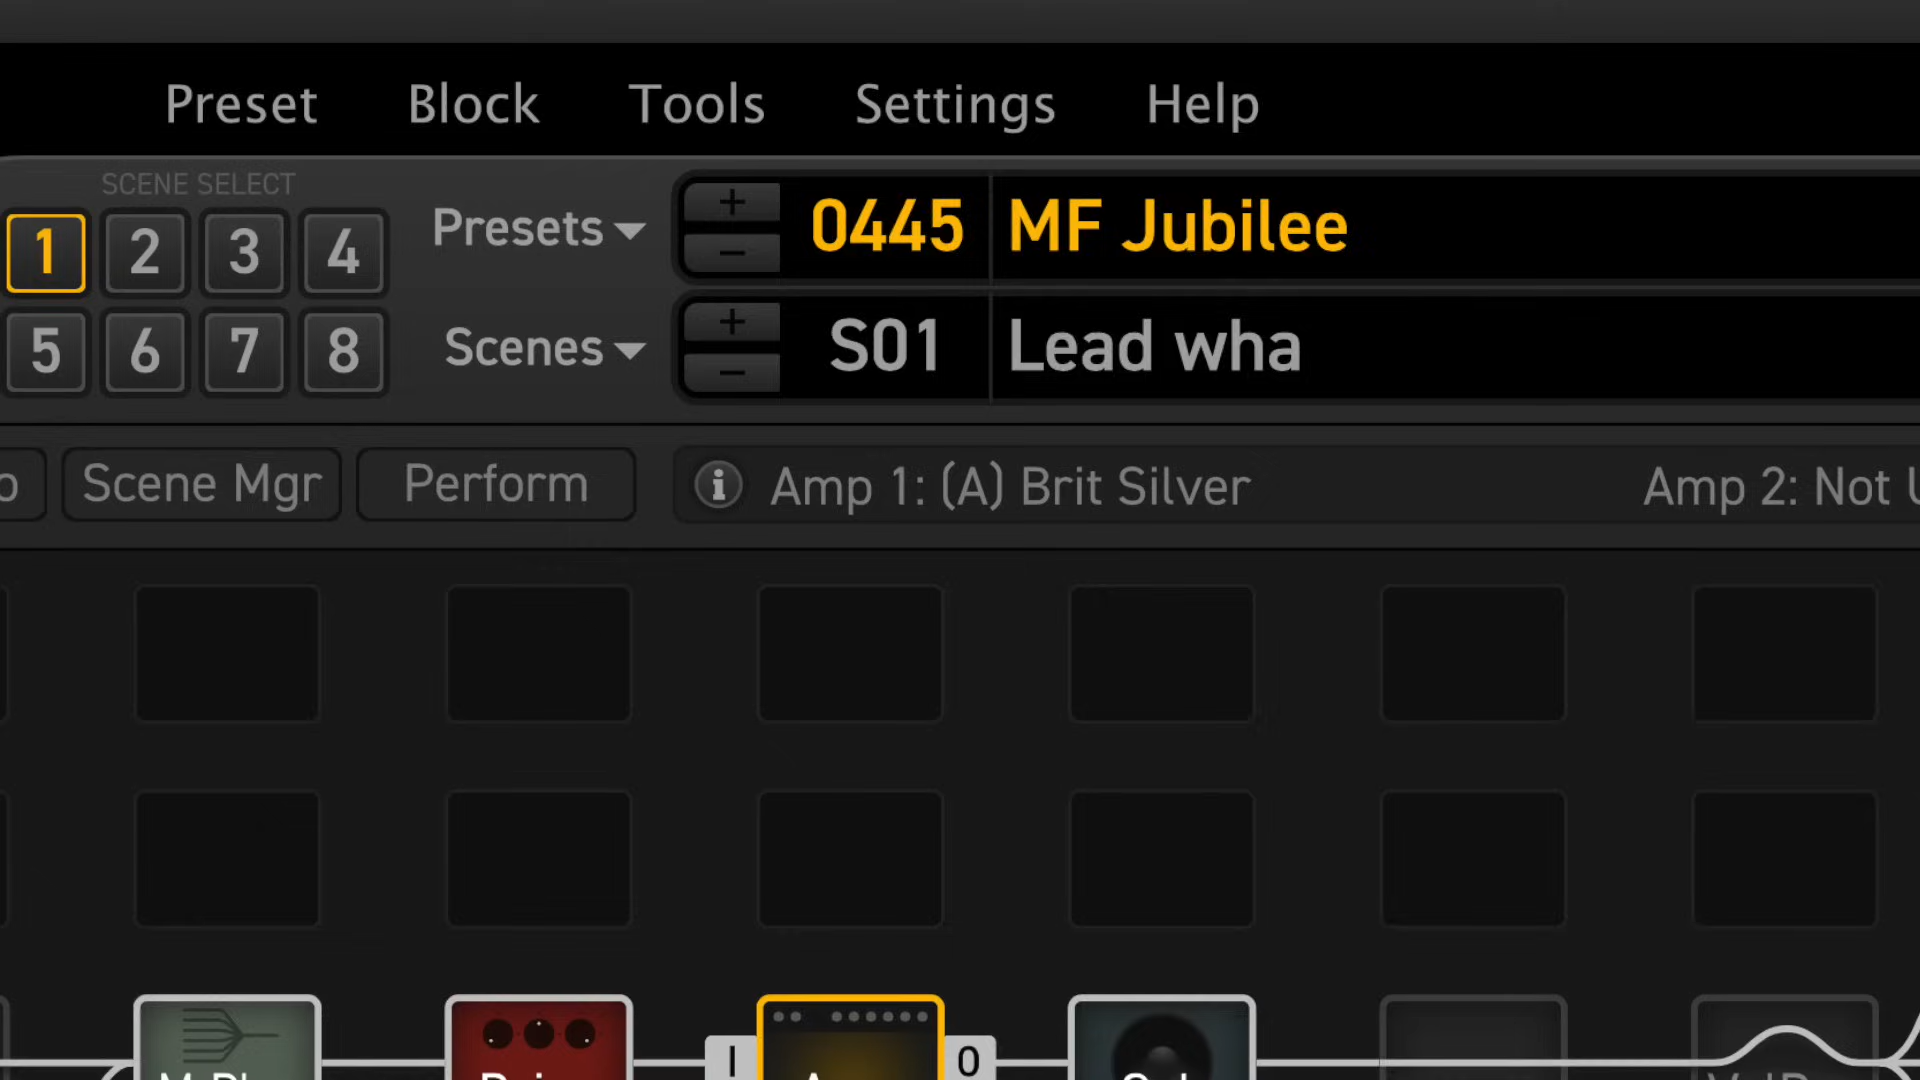 Preset Block Tools Settings Help
SCENE SELECT
1 2 3 4
5 6 7 8
Presets
+
-
0445 MF Jubilee
Scenes
+
-
S01 Lead wha
Scene Mgr
Perform
i Amp 1: (A) Brit Silver
Amp 2: Not
I
O